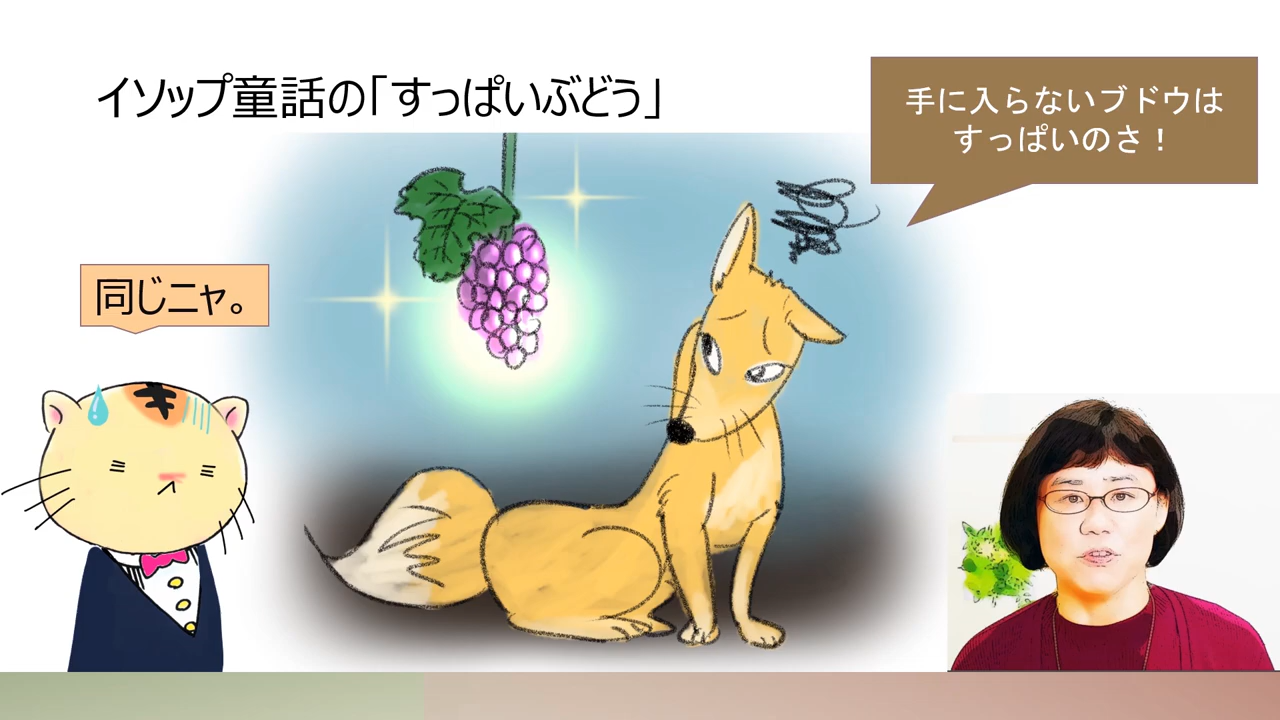 イソップ童話の「すっぱいぶどう」
手に入らないブドウは
すっぱいのさ！
同じニャ。